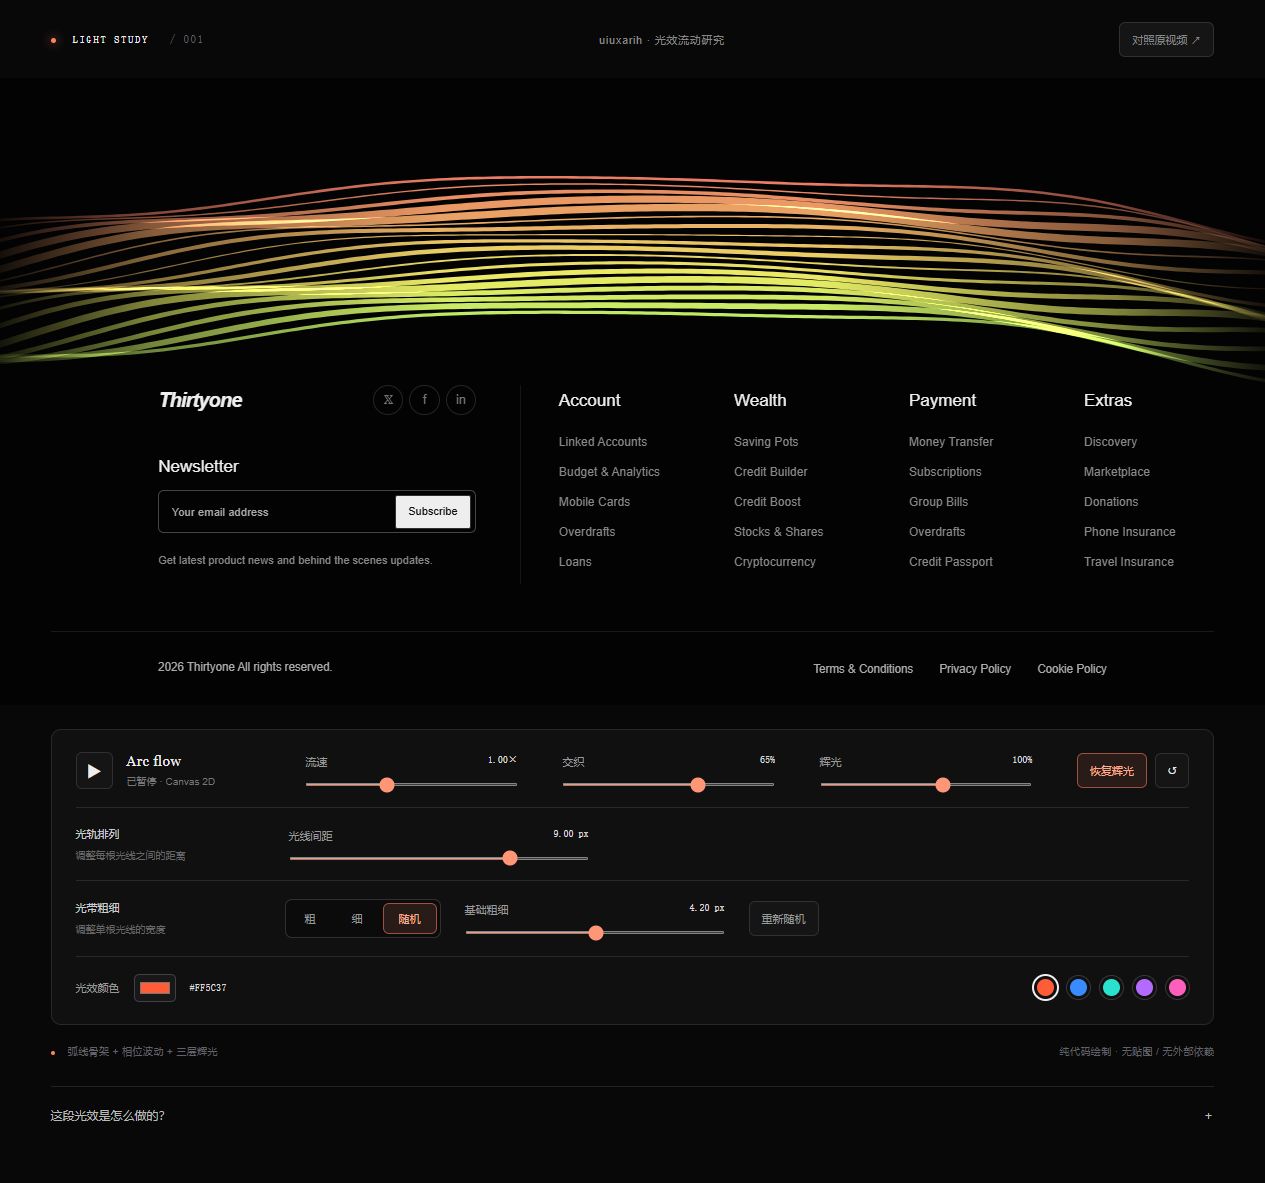 LIGHT STUDY / 001
uiuxarih · 光效流动研究
对照原视频 ↗
Thirtyone
𝕏 f in
Newsletter
Your email address
Subscribe
Get latest product news and behind the scenes updates.
Account
Linked Accounts
Budget & Analytics
Mobile Cards
Overdrafts
Loans
Wealth
Saving Pots
Credit Builder
Credit Boost
Stocks & Shares
Cryptocurrency
Payment
Money Transfer
Subscriptions
Group Bills
Overdrafts
Credit Passport
Extras
Discovery
Marketplace
Donations
Phone Insurance
Travel Insurance
2026 Thirtyone All rights reserved.
Terms & Conditions Privacy Policy Cookie Policy
Arc flow
已暂停 · Canvas 2D
流速 1.00×
交织 65%
辉光 100%
恢复辉光 ↺
光轨排列
调整每根光线之间的距离
光线间距 9.00 px
光带粗细
调整单根光线的宽度
粗 细 随机
基础粗细 4.20 px
重新随机
光效颜色 #FF5C37
弧线骨架 + 相位波动 + 三层辉光
纯代码绘制 · 无贴图 / 无外部依赖
这段光效是怎么做的? +